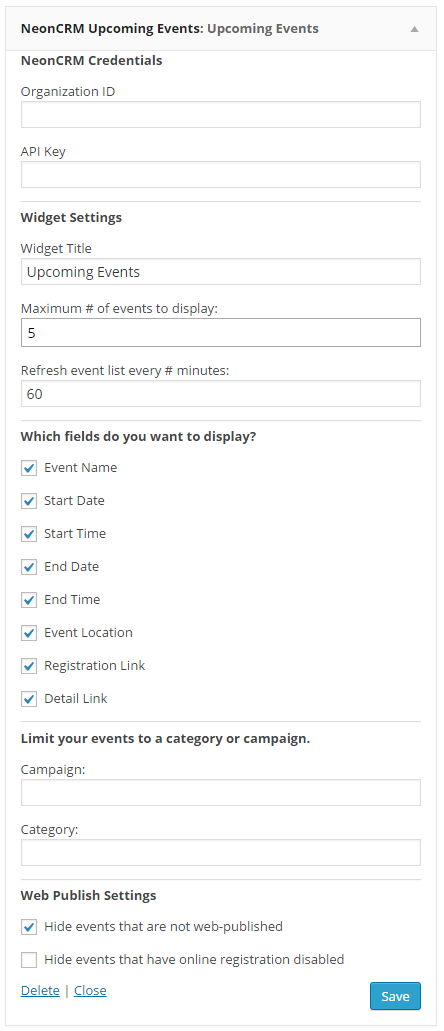 NeonCRM Upcoming Events: Upcoming Events
NeonCRM Credentials
Organization ID
API Key
Widget Settings
Widget Title
Upcoming Events
Maximum # of events to display:
5
Refresh event list every # minutes:
60
Which fields do you want to display?
Event Name
Start Date
Start Time
End Date
End Time
Event Location
Registration Link
Detail Link
Limit your events to a category or campaign.
Campaign:
Category:
Web Publish Settings
Hide events that are not web-published
Hide events that have online registration disabled
Delete | Close
Save